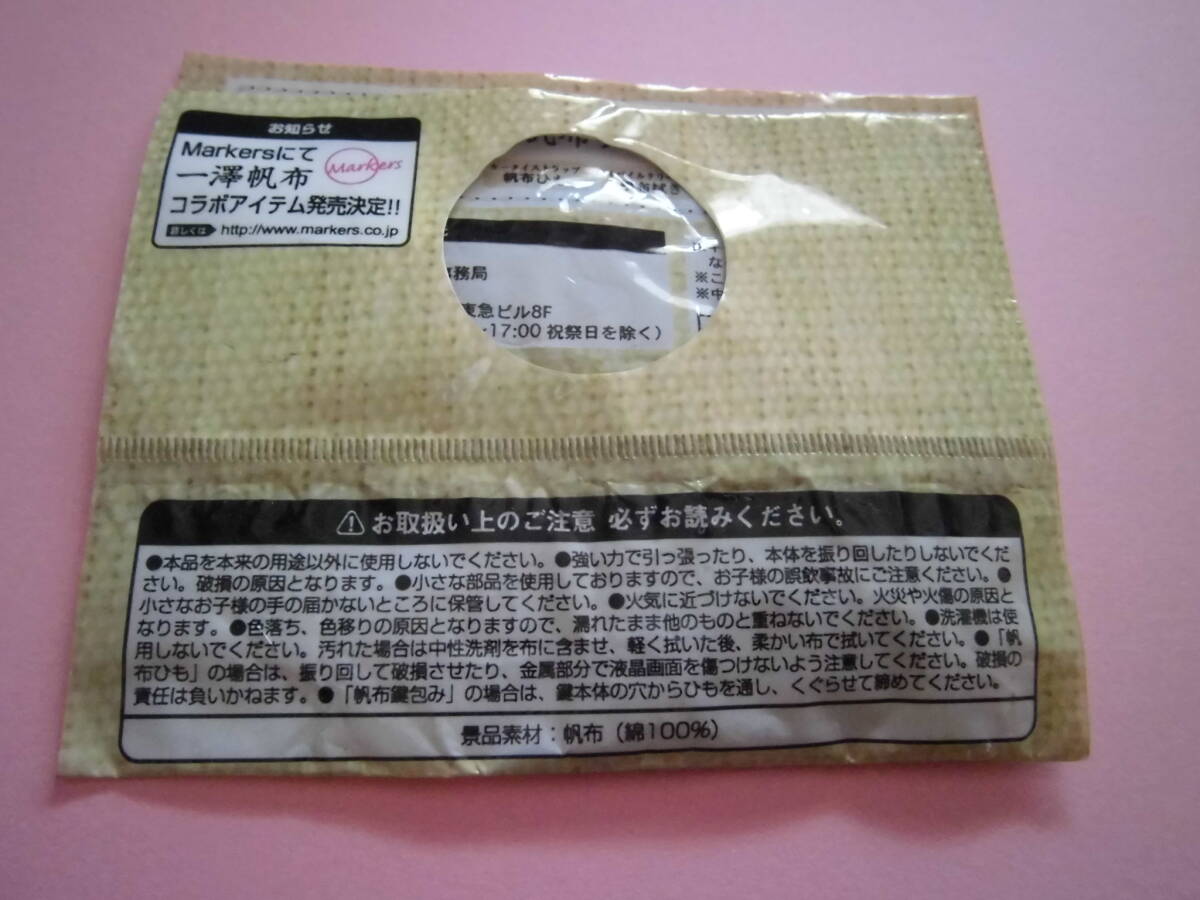 お知らせ
Markersにて
一澤帆布
Markers
コラボアイテム発売決定!!
詳しくは http://www.markers.co.jp
帆布ひも
務局
東急ビル8F
-17:00 祝祭日を除く)
な
※こ
※中
⚠お取扱い上のご注意 必ずお読みください。
●本品を本来の用途以外に使用しないでください。●強い力で引っ張ったり、本体を振り回したりしないでくだ
さい。破損の原因となります。●小さな部品を使用しておりますので、お子様の誤飲事故にご注意ください。●
小さなお子様の手の届かないところに保管してください。●火気に近づけないでください。火災や火傷の原因と
なります。●色落ち、色移りの原因となりますので、濡れたまま他のものと重ねないでください。●洗濯機は使
用しないでください。汚れた場合は中性洗剤を布に含ませ、軽く拭いた後、柔かい布で拭いてください。●「帆
布ひも」の場合は、振り回して破損させたり、金属部分で液晶画面を傷つけないよう注意してください。破損の
責任は負いかねます。●「帆布鍵包み」の場合は、鍵本体の穴からひもを通し、くぐらせて締めてください。
景品素材：帆布（綿100%）